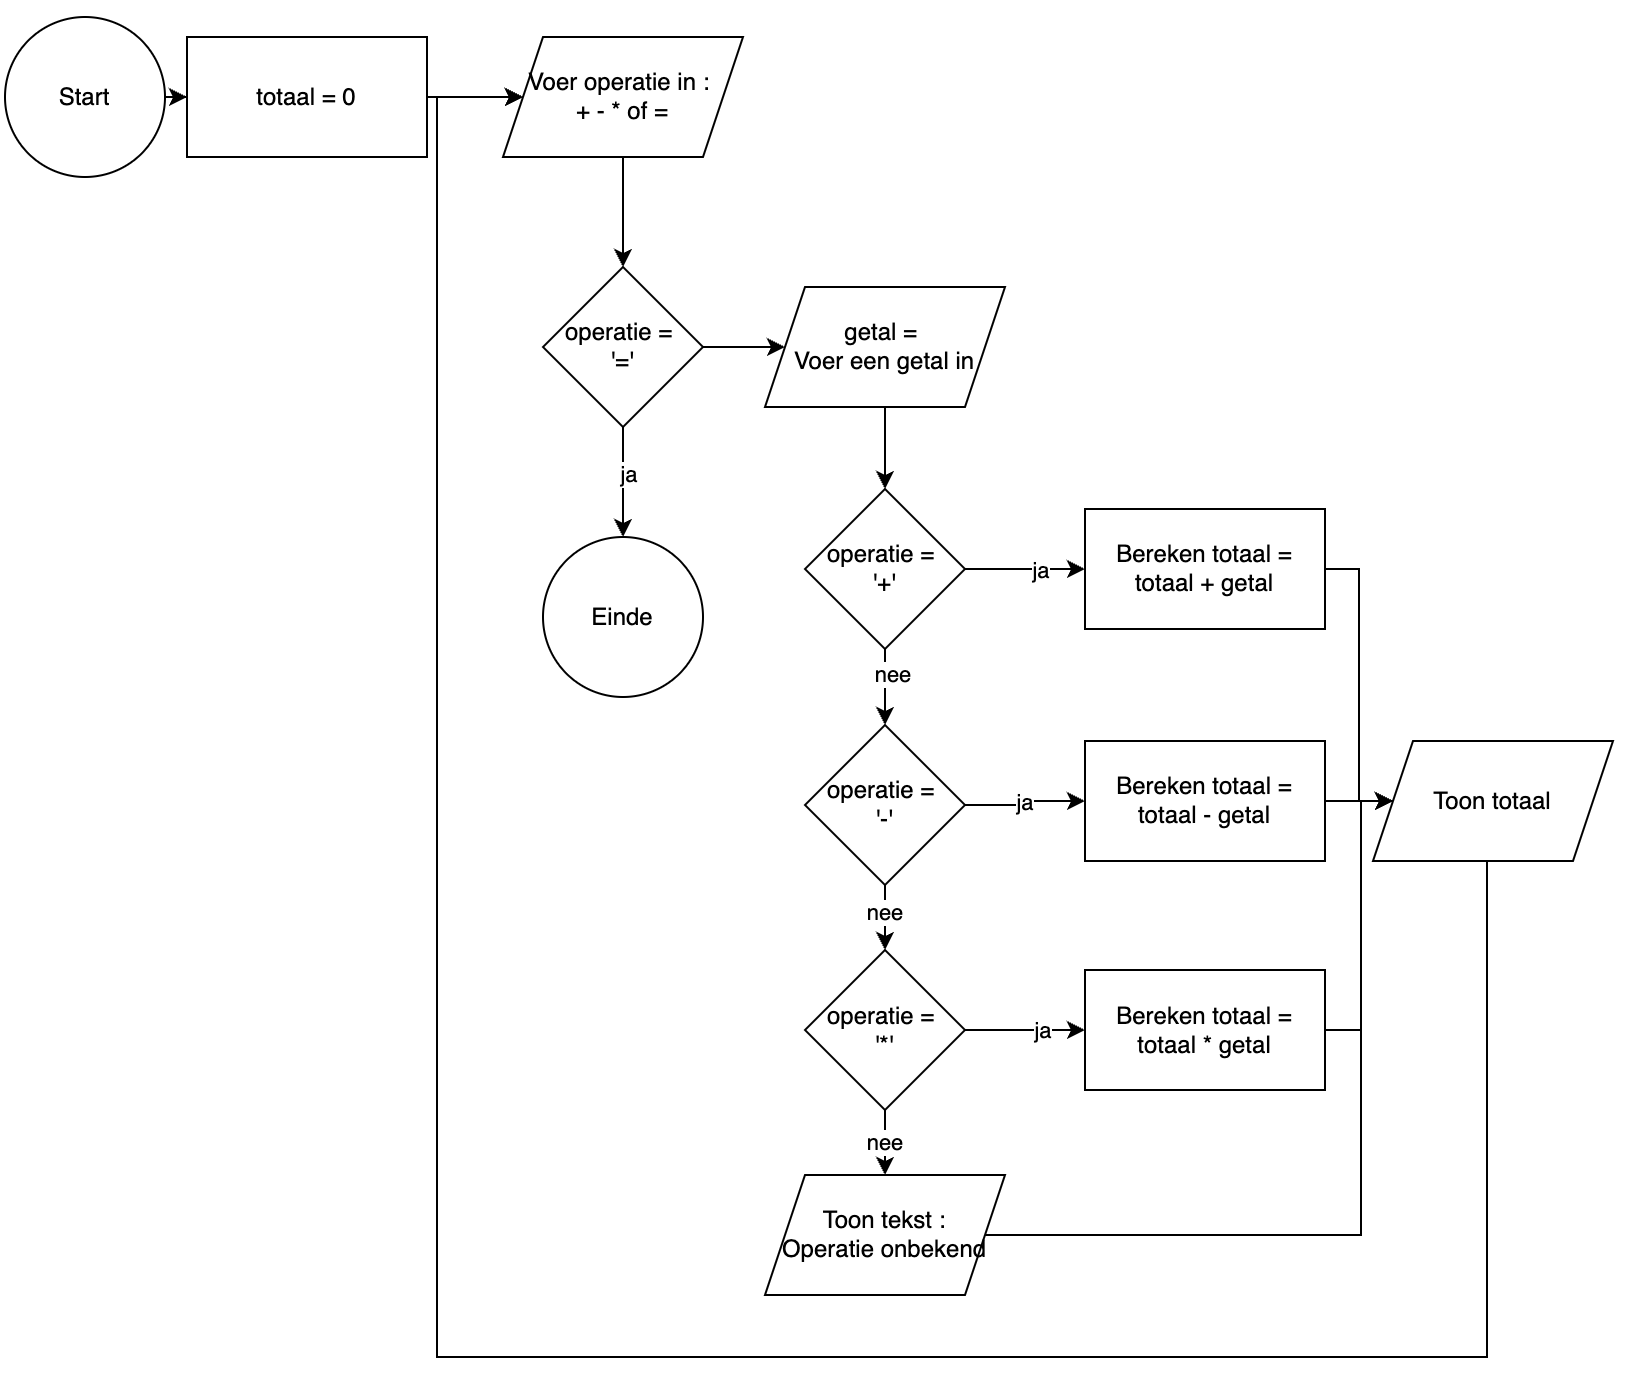 Start
totaal = 0
Voer operatie in :
+ - * of =
operatie =
'='
getal =
Voer een getal in
ja
Einde
operatie =
'+'
ja
Bereken totaal =
totaal + getal
nee
operatie =
'-'
ja
Bereken totaal =
totaal - getal
Toon totaal
nee
operatie =
'*'
ja
Bereken totaal =
totaal * getal
nee
Toon tekst :
Operatie onbekend